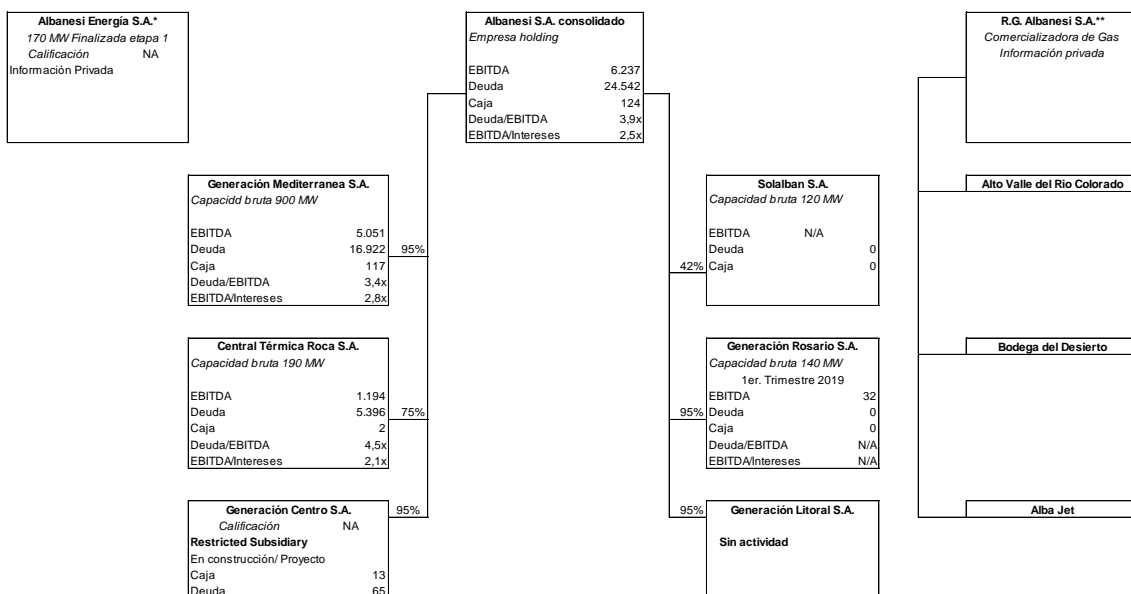 Albanesi Energía S.A.*
170 MW Finalizada etapa 1
Calificación NA
Información Privada
Albanesi S.A. consolidado
Empresa holding
EBITDA 6.237
Deuda 24.542
Caja 124
Deuda/EBITDA 3,9x
EBITDA/Intereses 2,5x
R.G. Albanesi S.A.**
Comercializadora de Gas
Información privada
Generación Mediterranea S.A.
Capacidd bruta 900 MW
EBITDA 5.051
Deuda 16.922 95%
Caja 117
Deuda/EBITDA 3,4x
EBITDA/Intereses 2,8x
Solalban S.A.
Capacidad bruta 120 MW
EBITDA N/A
Deuda 0
42% Caja 0
Alto Valle del Rio Colorado
Central Térmica Roca S.A.
Capacidad bruta 190 MW
EBITDA 1.194
Deuda 5.396 75%
Caja 2
Deuda/EBITDA 4,5x
EBITDA/Intereses 2,1x
Generación Rosario S.A.
Capacidad bruta 140 MW
1er. Trimestre 2019
EBITDA 32
95% Deuda 0
Caja 0
Deuda/EBITDA N/A
EBITDA/Intereses N/A
Bodega del Desierto
Generación Centro S.A. 95%
Calificación NA
Restricted Subsidiary
En construcción/ Proyecto
Caja 13
Deuda 65
95% Generación Litoral S.A.
Sin actividad
Alba Jet